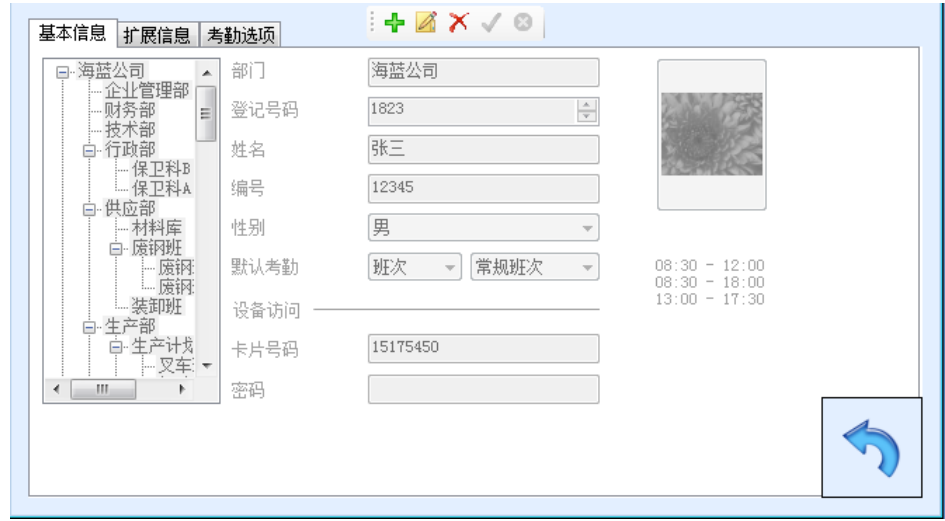 基本信息 扩展信息 考勤选项
海蓝公司
企业管理部
财务部
技术部
行政部
保卫科B
保卫科A
供应部
材料库
废钢班
废钢
废钢
装卸班
生产部
生产计划
叉车
部门 海蓝公司
登记号码 1823
姓名 张三
编号 12345
性别 男
默认考勤 班次 常规班次
设备访问
卡片号码 15175450
密码
08:30 - 12:00
08:30 - 18:00
13:00 - 17:30